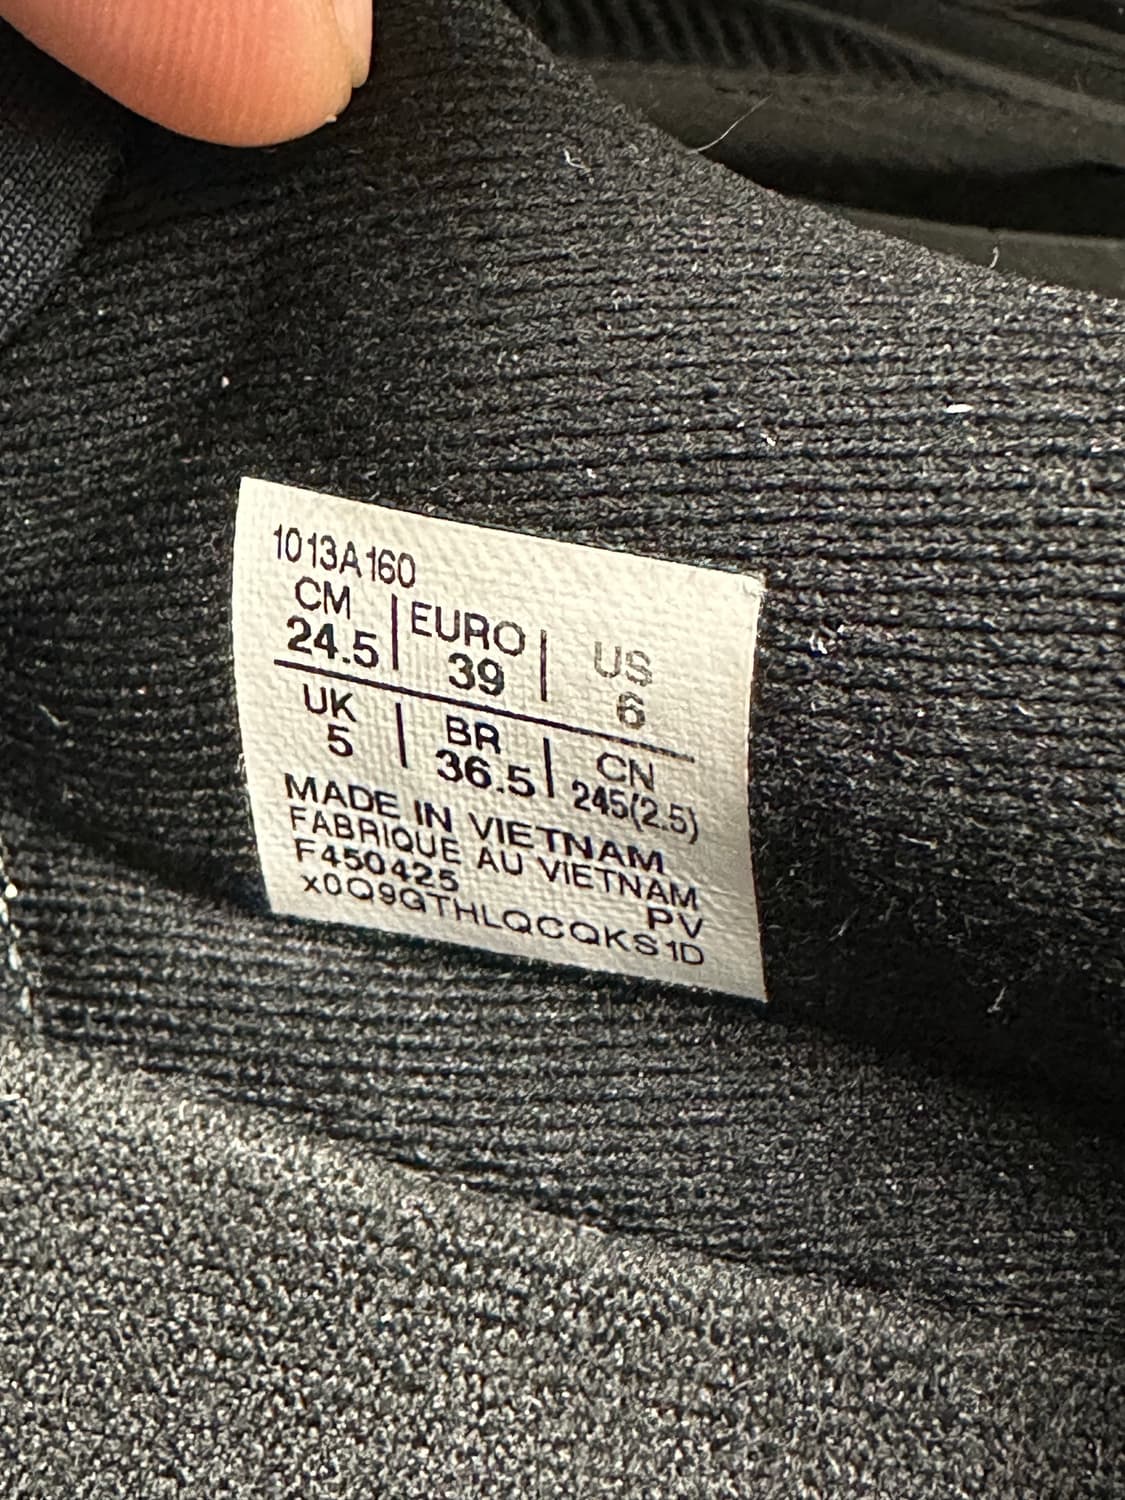 1013A160
CM | EURO | US
24.5 | 39 | 6
UK | BR | CN
5 | 36.5 | 245(2.5)
MADE IN VIETNAM
FABRIQUE AU VIETNAM
F450425 PV
x0Q9GTHLQCQKS1D